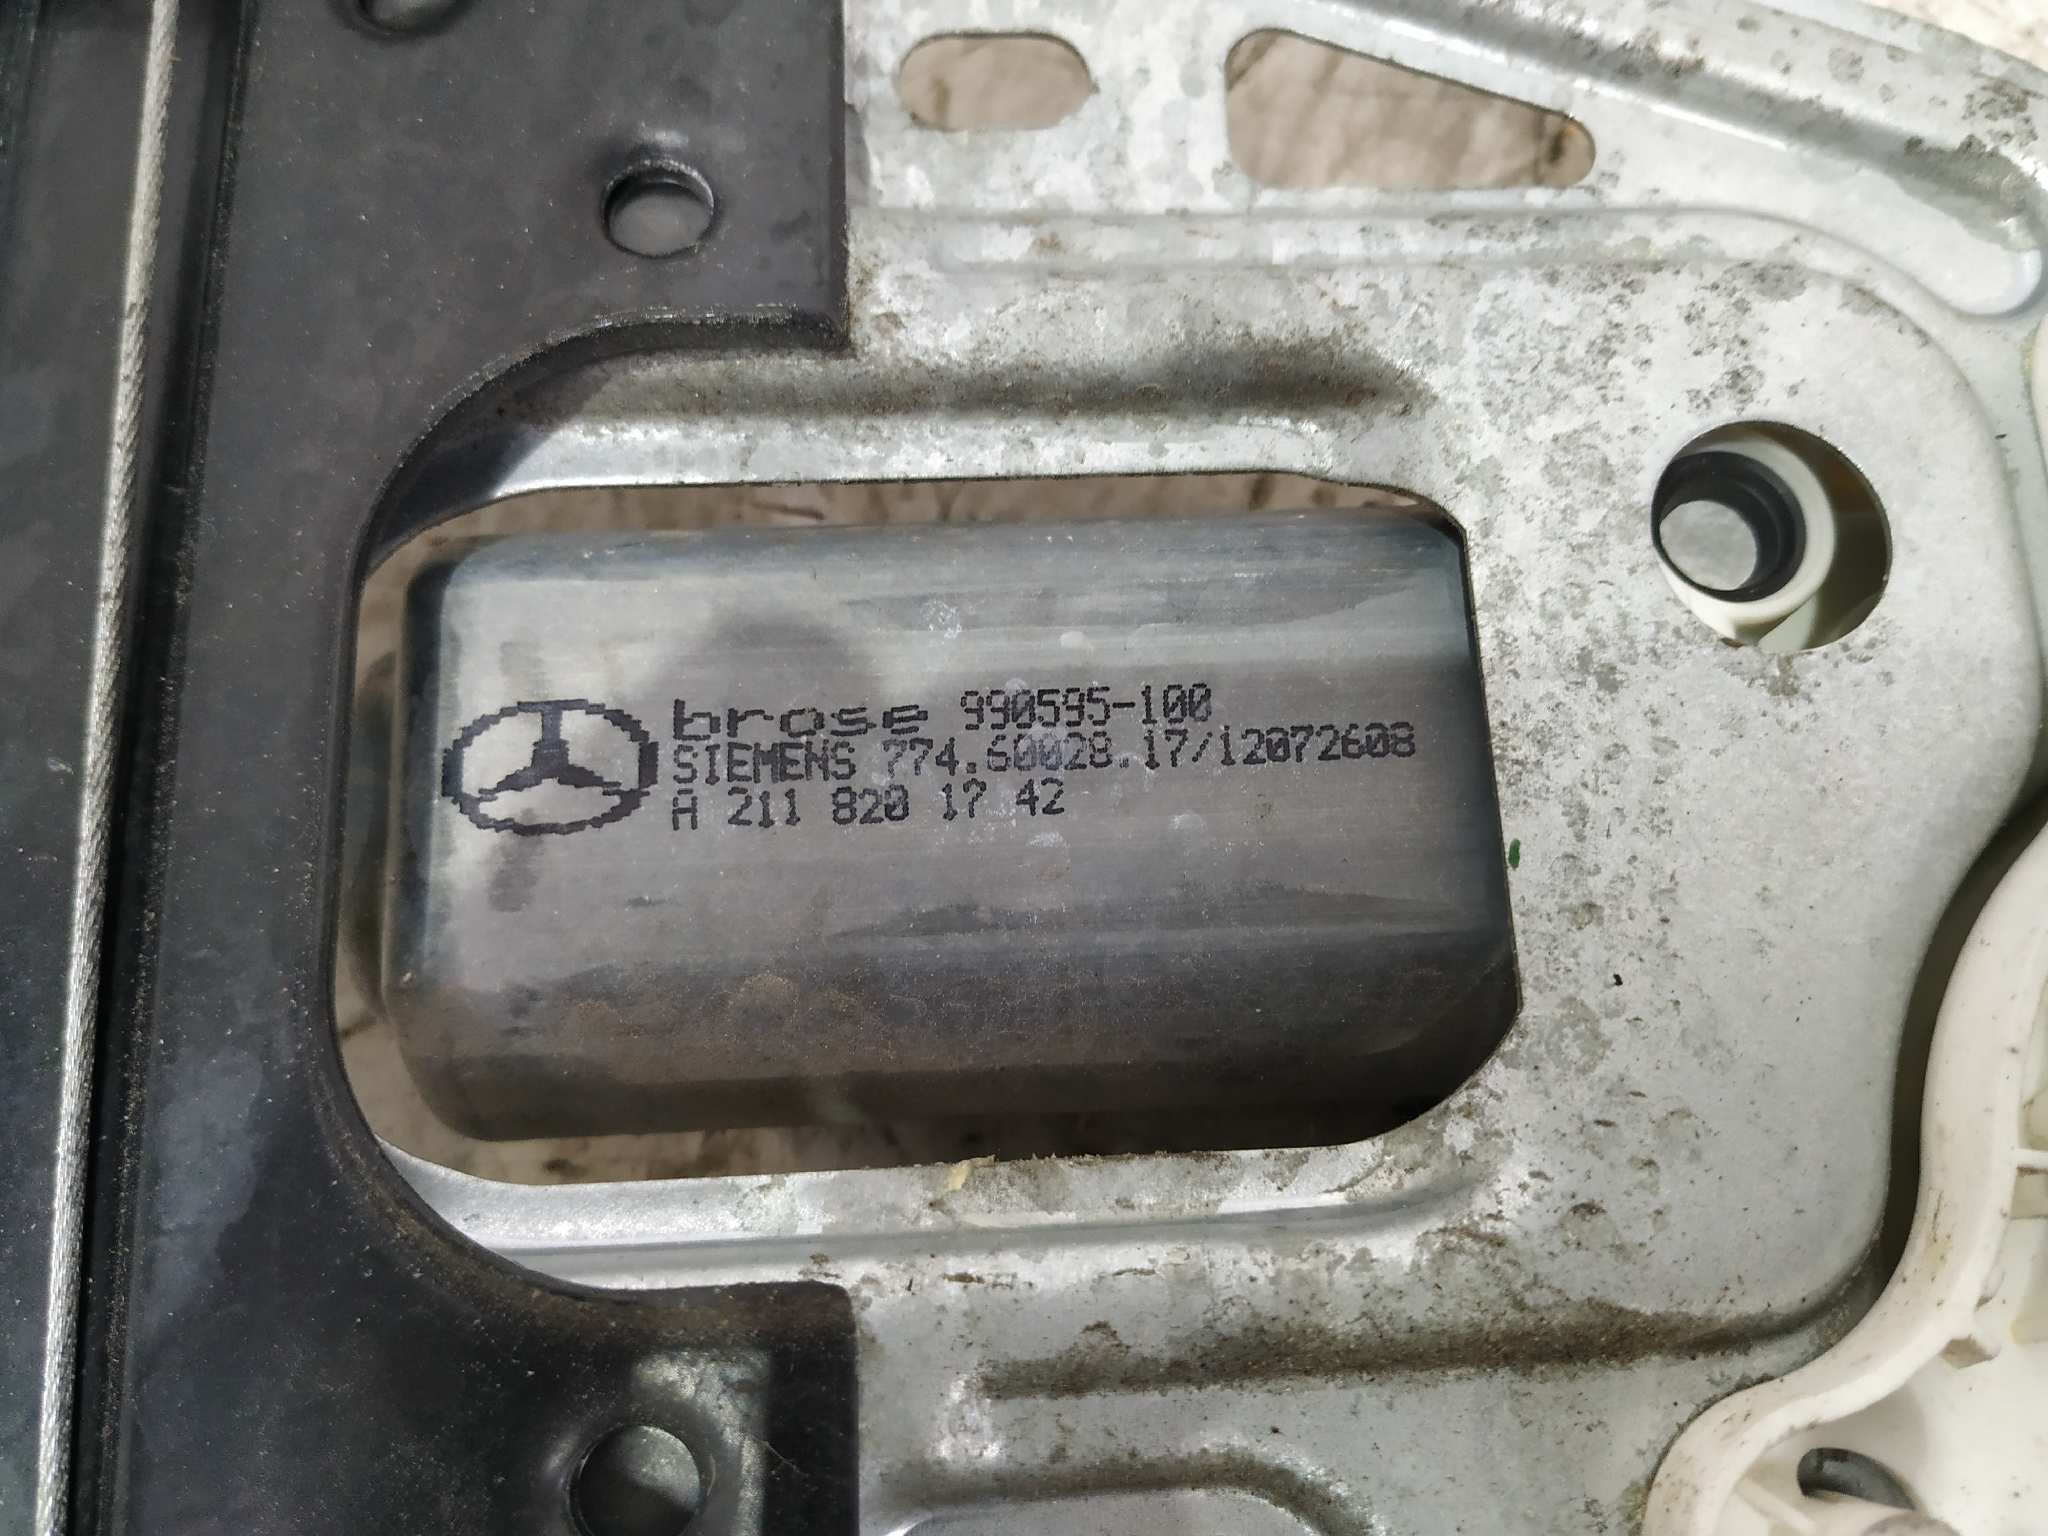 brose 990595-100
SIEMENS 774.60028.17/12072608
A 211 820 17 42